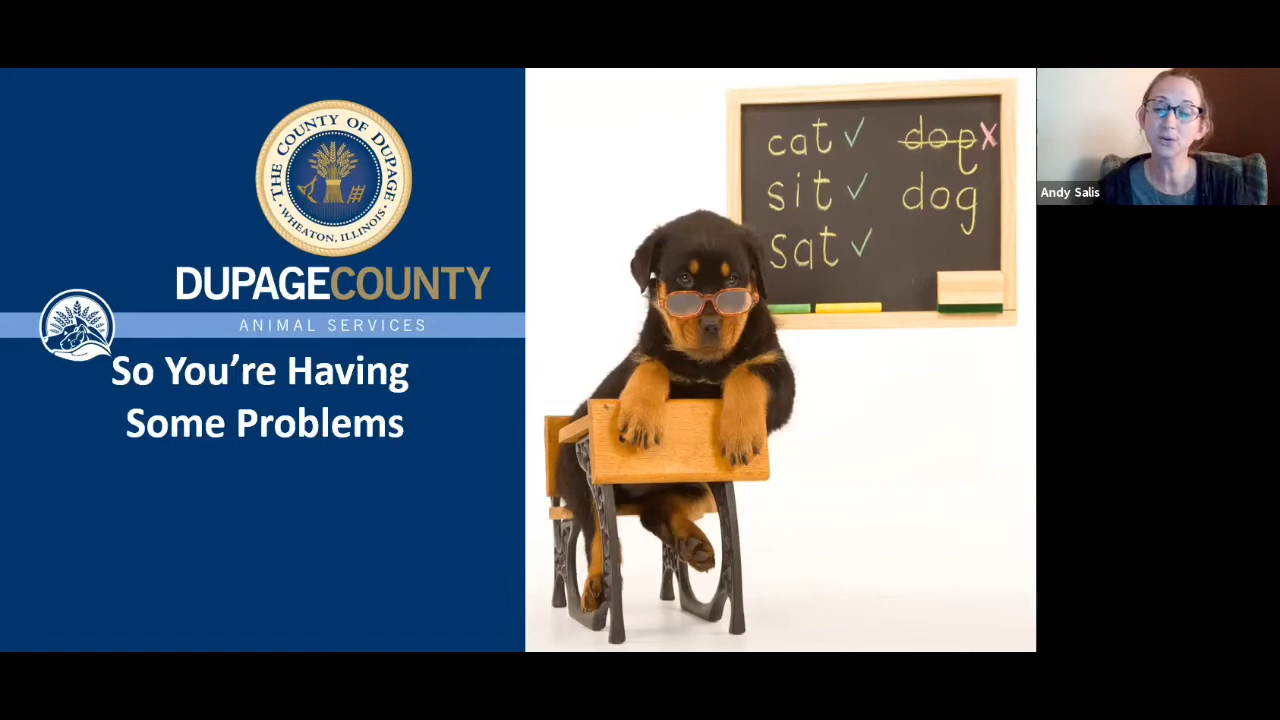 THE COUNTY OF DUPAGE
• WHEATON, ILLINOIS •
DUPAGECOUNTY
ANIMAL SERVICES
So You're Having
Some Problems
cat ✓
sit ✓
sat ✓
dop x
dog
Andy Salis